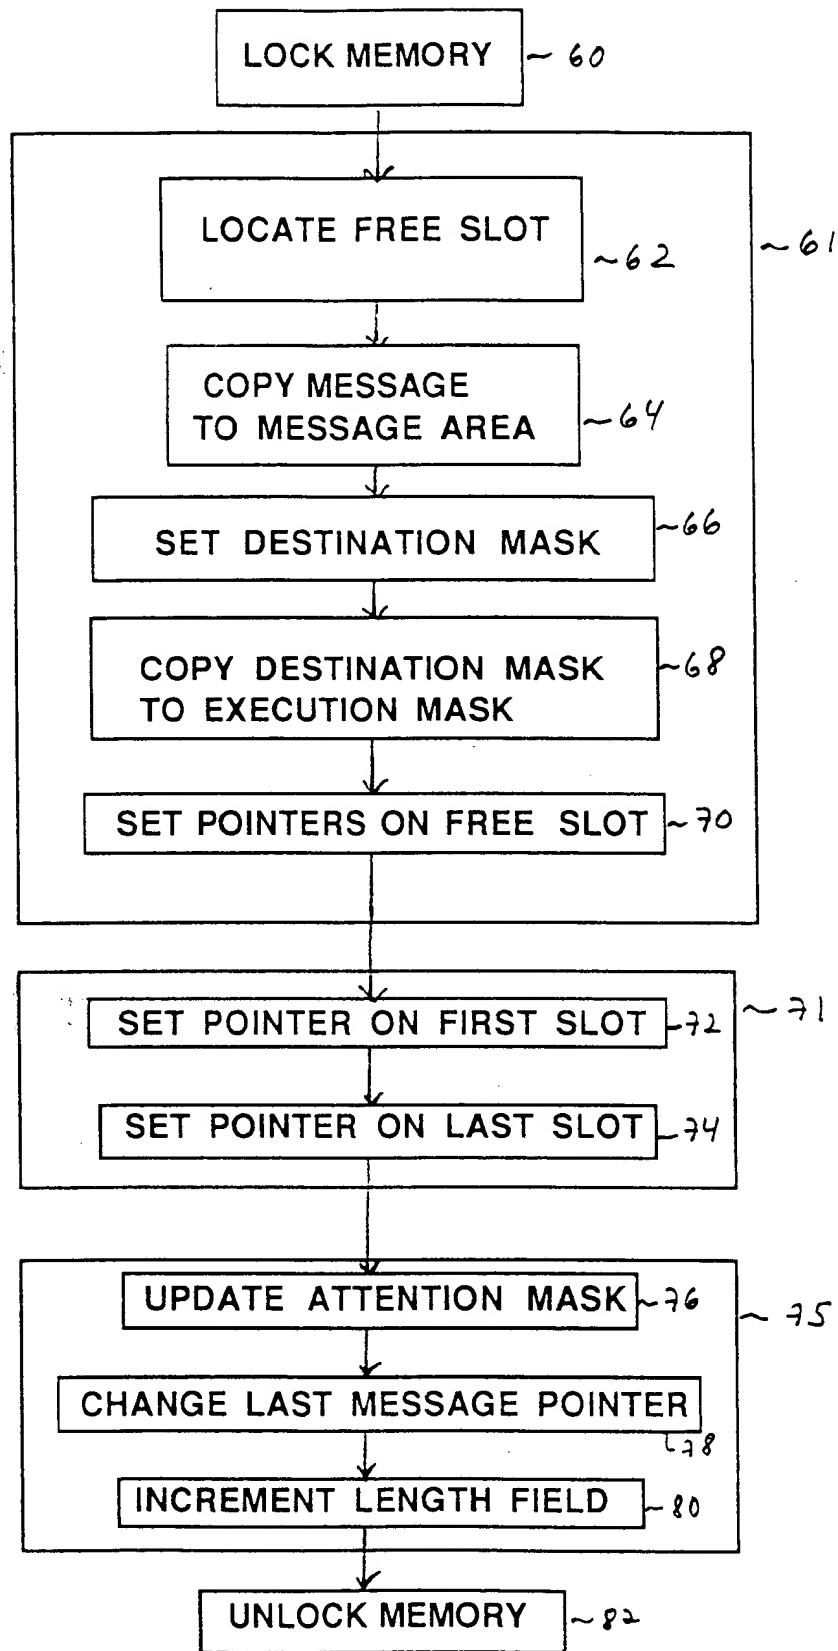 LOCK MEMORY ~ 60
LOCATE FREE SLOT
~62
~61
COPY MESSAGE
TO MESSAGE AREA
~64
SET DESTINATION MASK
~66
COPY DESTINATION MASK
TO EXECUTION MASK
~68
SET POINTERS ON FREE SLOT ~70
SET POINTER ON FIRST SLOT ~72
~71
SET POINTER ON LAST SLOT ~74
UPDATE ATTENTION MASK ~76
~ 75
CHANGE LAST MESSAGE POINTER
78
INCREMENT LENGTH FIELD ~80
UNLOCK MEMORY ~82